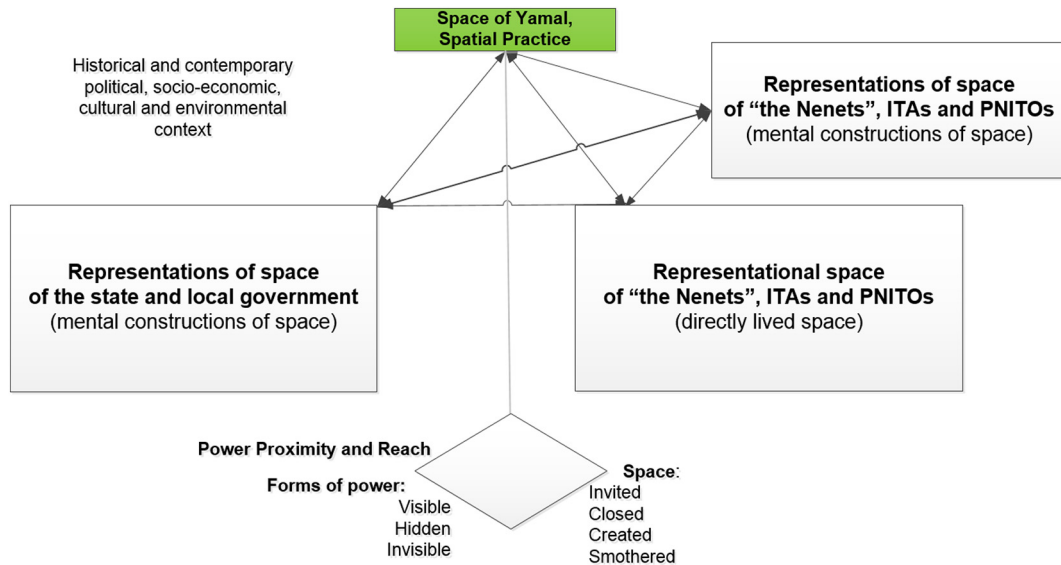 Space of Yamal,
Spatial Practice
Historical and contemporary
political, socio-economic,
cultural and environmental
context
Representations of space
of “the Nenets”, ITAs and PNITOs
(mental constructions of space)
Representations of space
of the state and local government
(mental constructions of space)
Representational space
of “the Nenets”, ITAs and PNITOs
(directly lived space)
Power Proximity and Reach
Forms of power:
Visible
Hidden
Invisible
Space:
Invited
Closed
Created
Smothered